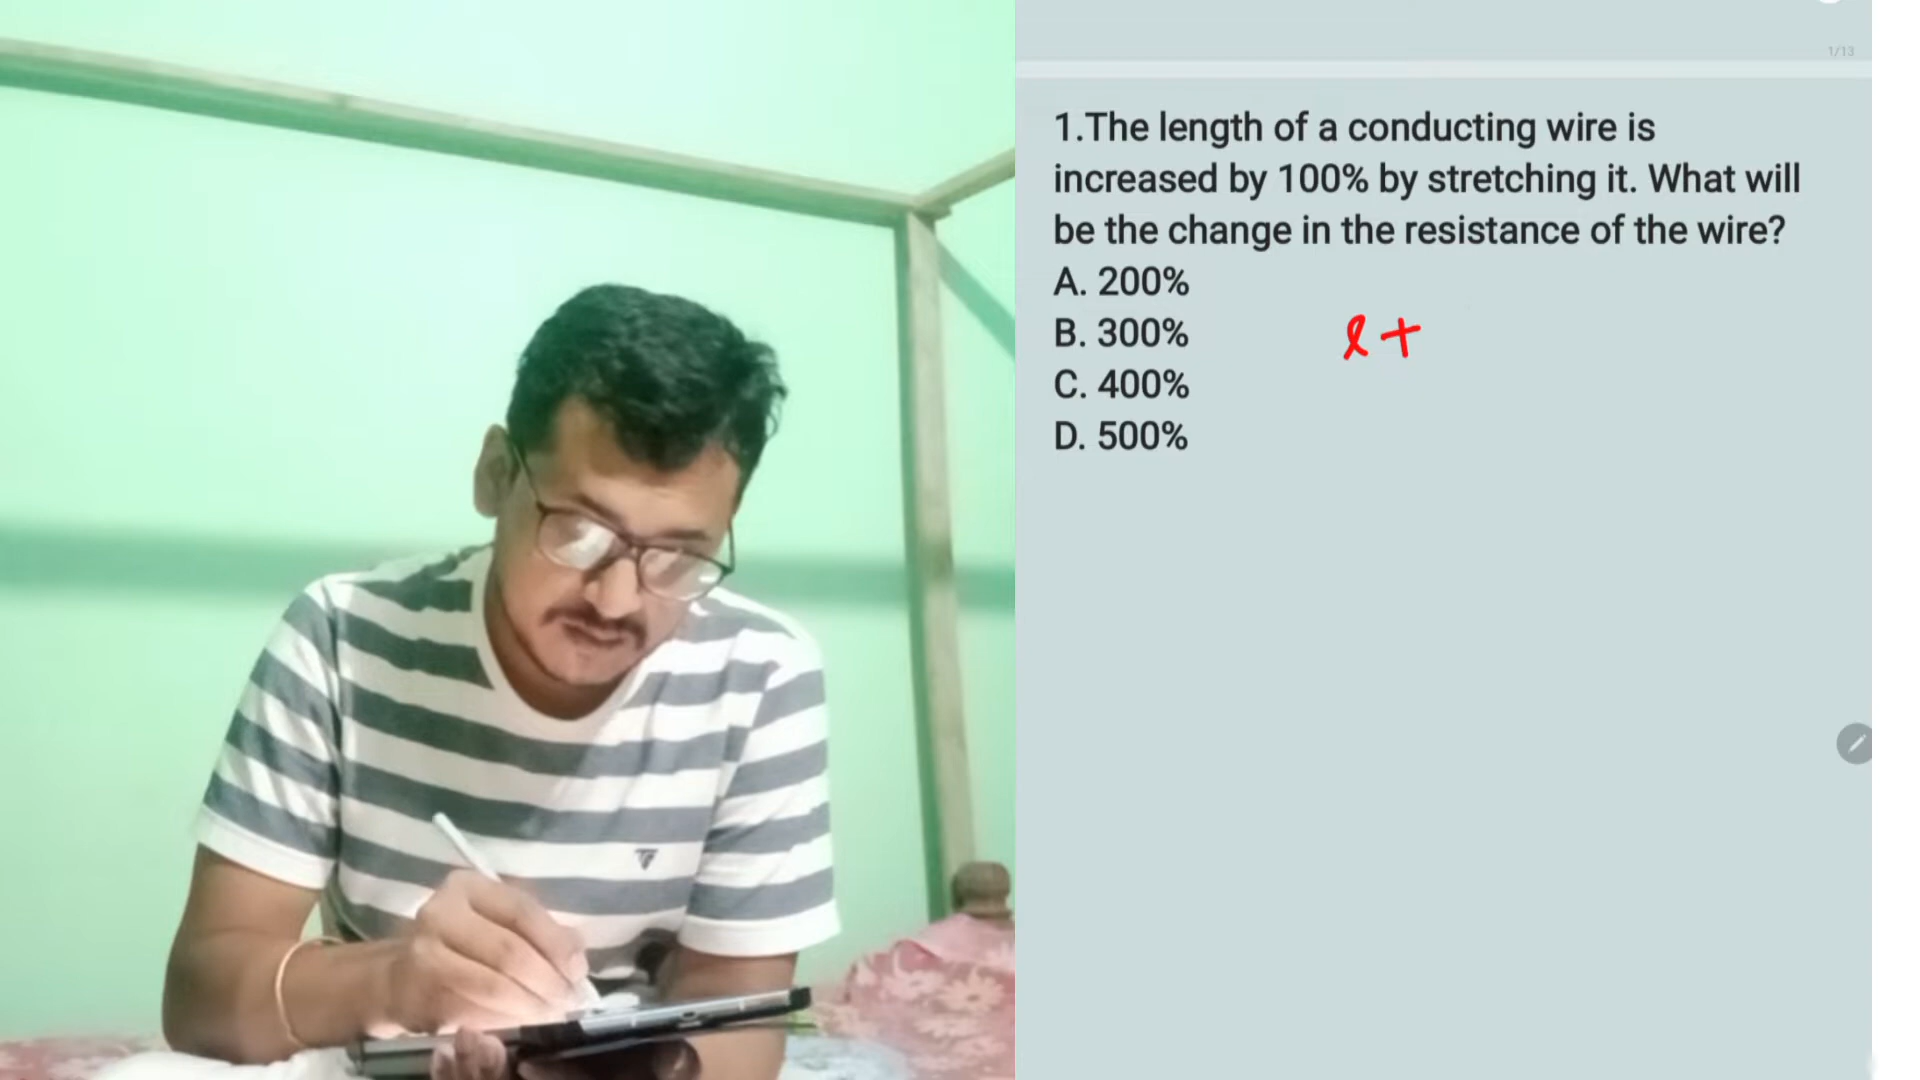 1/13
1.The length of a conducting wire is
increased by 100% by stretching it. What will
be the change in the resistance of the wire?
A. 200%
B. 300%
C. 400%
D. 500%
l +